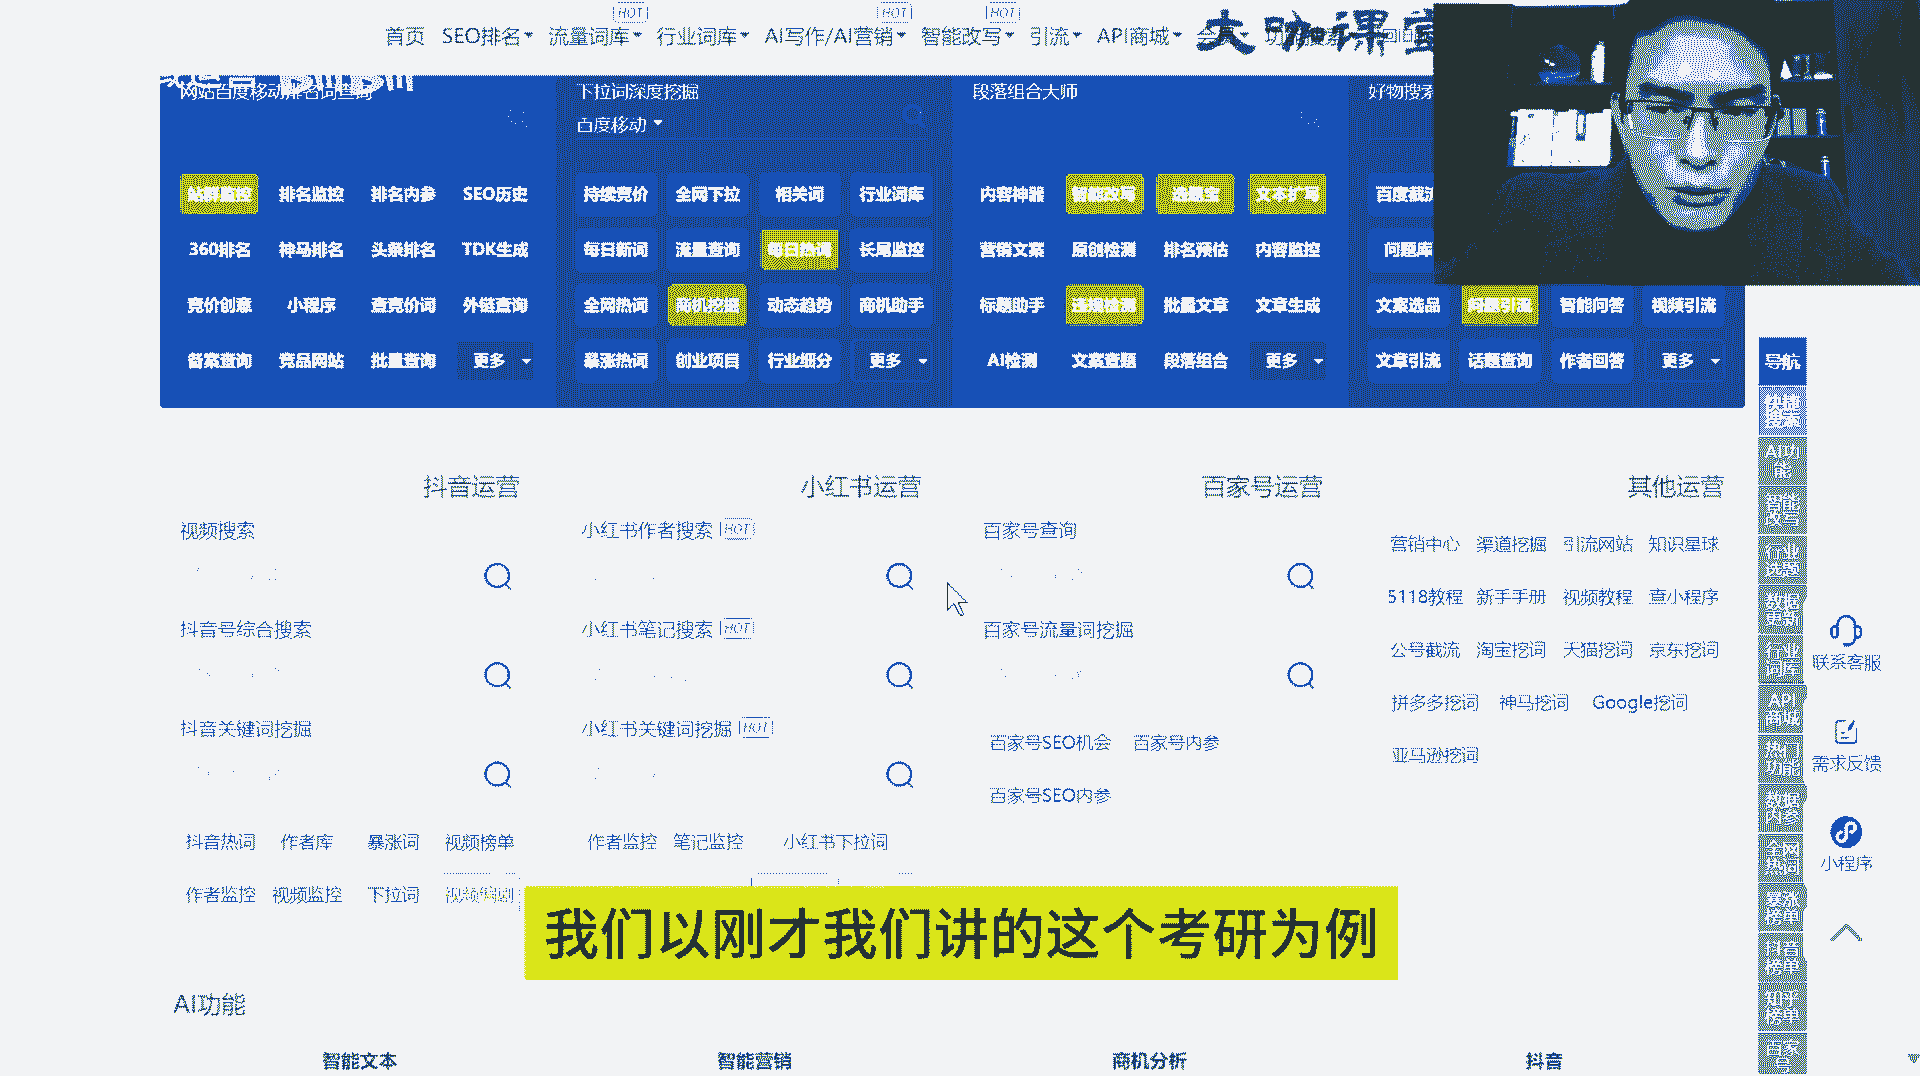 HOT HOT HOT
首页 SEO排名 流量词库 行业词库 AI写作/AI营销 智能改写 引流 API商城
大咖课堂
网站百度移动排名词查询 下拉词深度挖掘 段落组合大师 好物搜索
百度移动
站群监控 排名监控 排名内参 SEO历史 持续竞价 全网下拉 相关词 行业词库 内容神器 智能改写 选题宝 文本扩写 百度截流
360排名 神马排名 头条排名 TDK生成 每日新词 流量查询 每日热词 长尾监控 营销文案 原创检测 排名预估 内容监控 问题库
竞价创意 小程序 查竞价词 外链查询 全网热词 商机挖掘 动态趋势 商机助手 标题助手 违规检测 批量文章 文章生成 文案选品 问题引流 智能问答 视频引流
备案查询 竞品网站 批量查询 更多 暴涨热词 创业项目 行业细分 更多 AI检测 文案查题 段落组合 更多 文章引流 话题查询 作者回答 更多
导航
快捷搜索
AI功能
智能改写
行业选题
数据更新
行业词库
API商城
热门功能
数据内参
全网热词
暴涨榜单
抖音榜单
知乎榜单
百家号
抖音运营 小红书运营 百家号运营 其他运营
视频搜索 小红书作者搜索 HOT 百家号查询
营销中心 渠道挖掘 引流网站 知识星球
5118教程 新手手册 视频教程 查小程序
抖音号综合搜索 小红书笔记搜索 HOT 百家号流量词挖掘
公号截流 淘宝挖词 天猫挖词 京东挖词
联系客服
拼多多挖词 神马挖词 Google挖词
抖音关键词挖掘 小红书关键词挖掘 HOT
百家号SEO机会 百家号内参
亚马逊挖词
需求反馈
百家号SEO内参
抖音热词 作者库 暴涨词 视频榜单 作者监控 笔记监控 小红书下拉词
小程序
作者监控 视频监控 下拉词
我们以刚才我们讲的这个考研为例
AI功能
智能文本 智能营销 商机分析 抖音